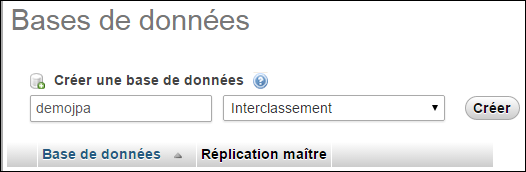 Bases de données
Créer une base de données
demojpa Interclassement Créer
Base de données Réplication maître